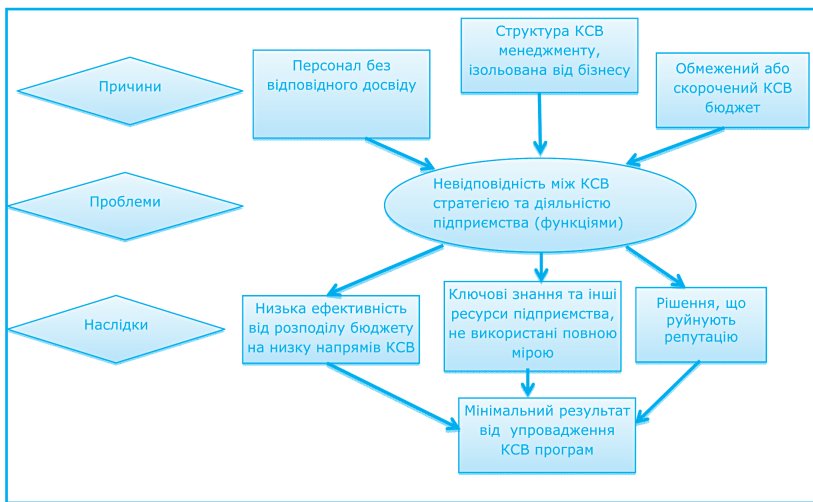 Причини
Персонал без
відповідного досвіду
Структура КСВ
менеджменту,
ізольована від бізнесу
Обмежений або
скорочений КСВ
бюджет
Проблеми
Невідповідність між КСВ
стратегією та діяльністю
підприємства (функціями)
Наслідки
Низька ефективність
від розподілу бюджету
на низку напрямів КСВ
Ключові знання та інші
ресурси підприємства,
не використані повною
мірою
Рішення, що
руйнують
репутацію
Мінімальний результат
від упровадження
КСВ програм